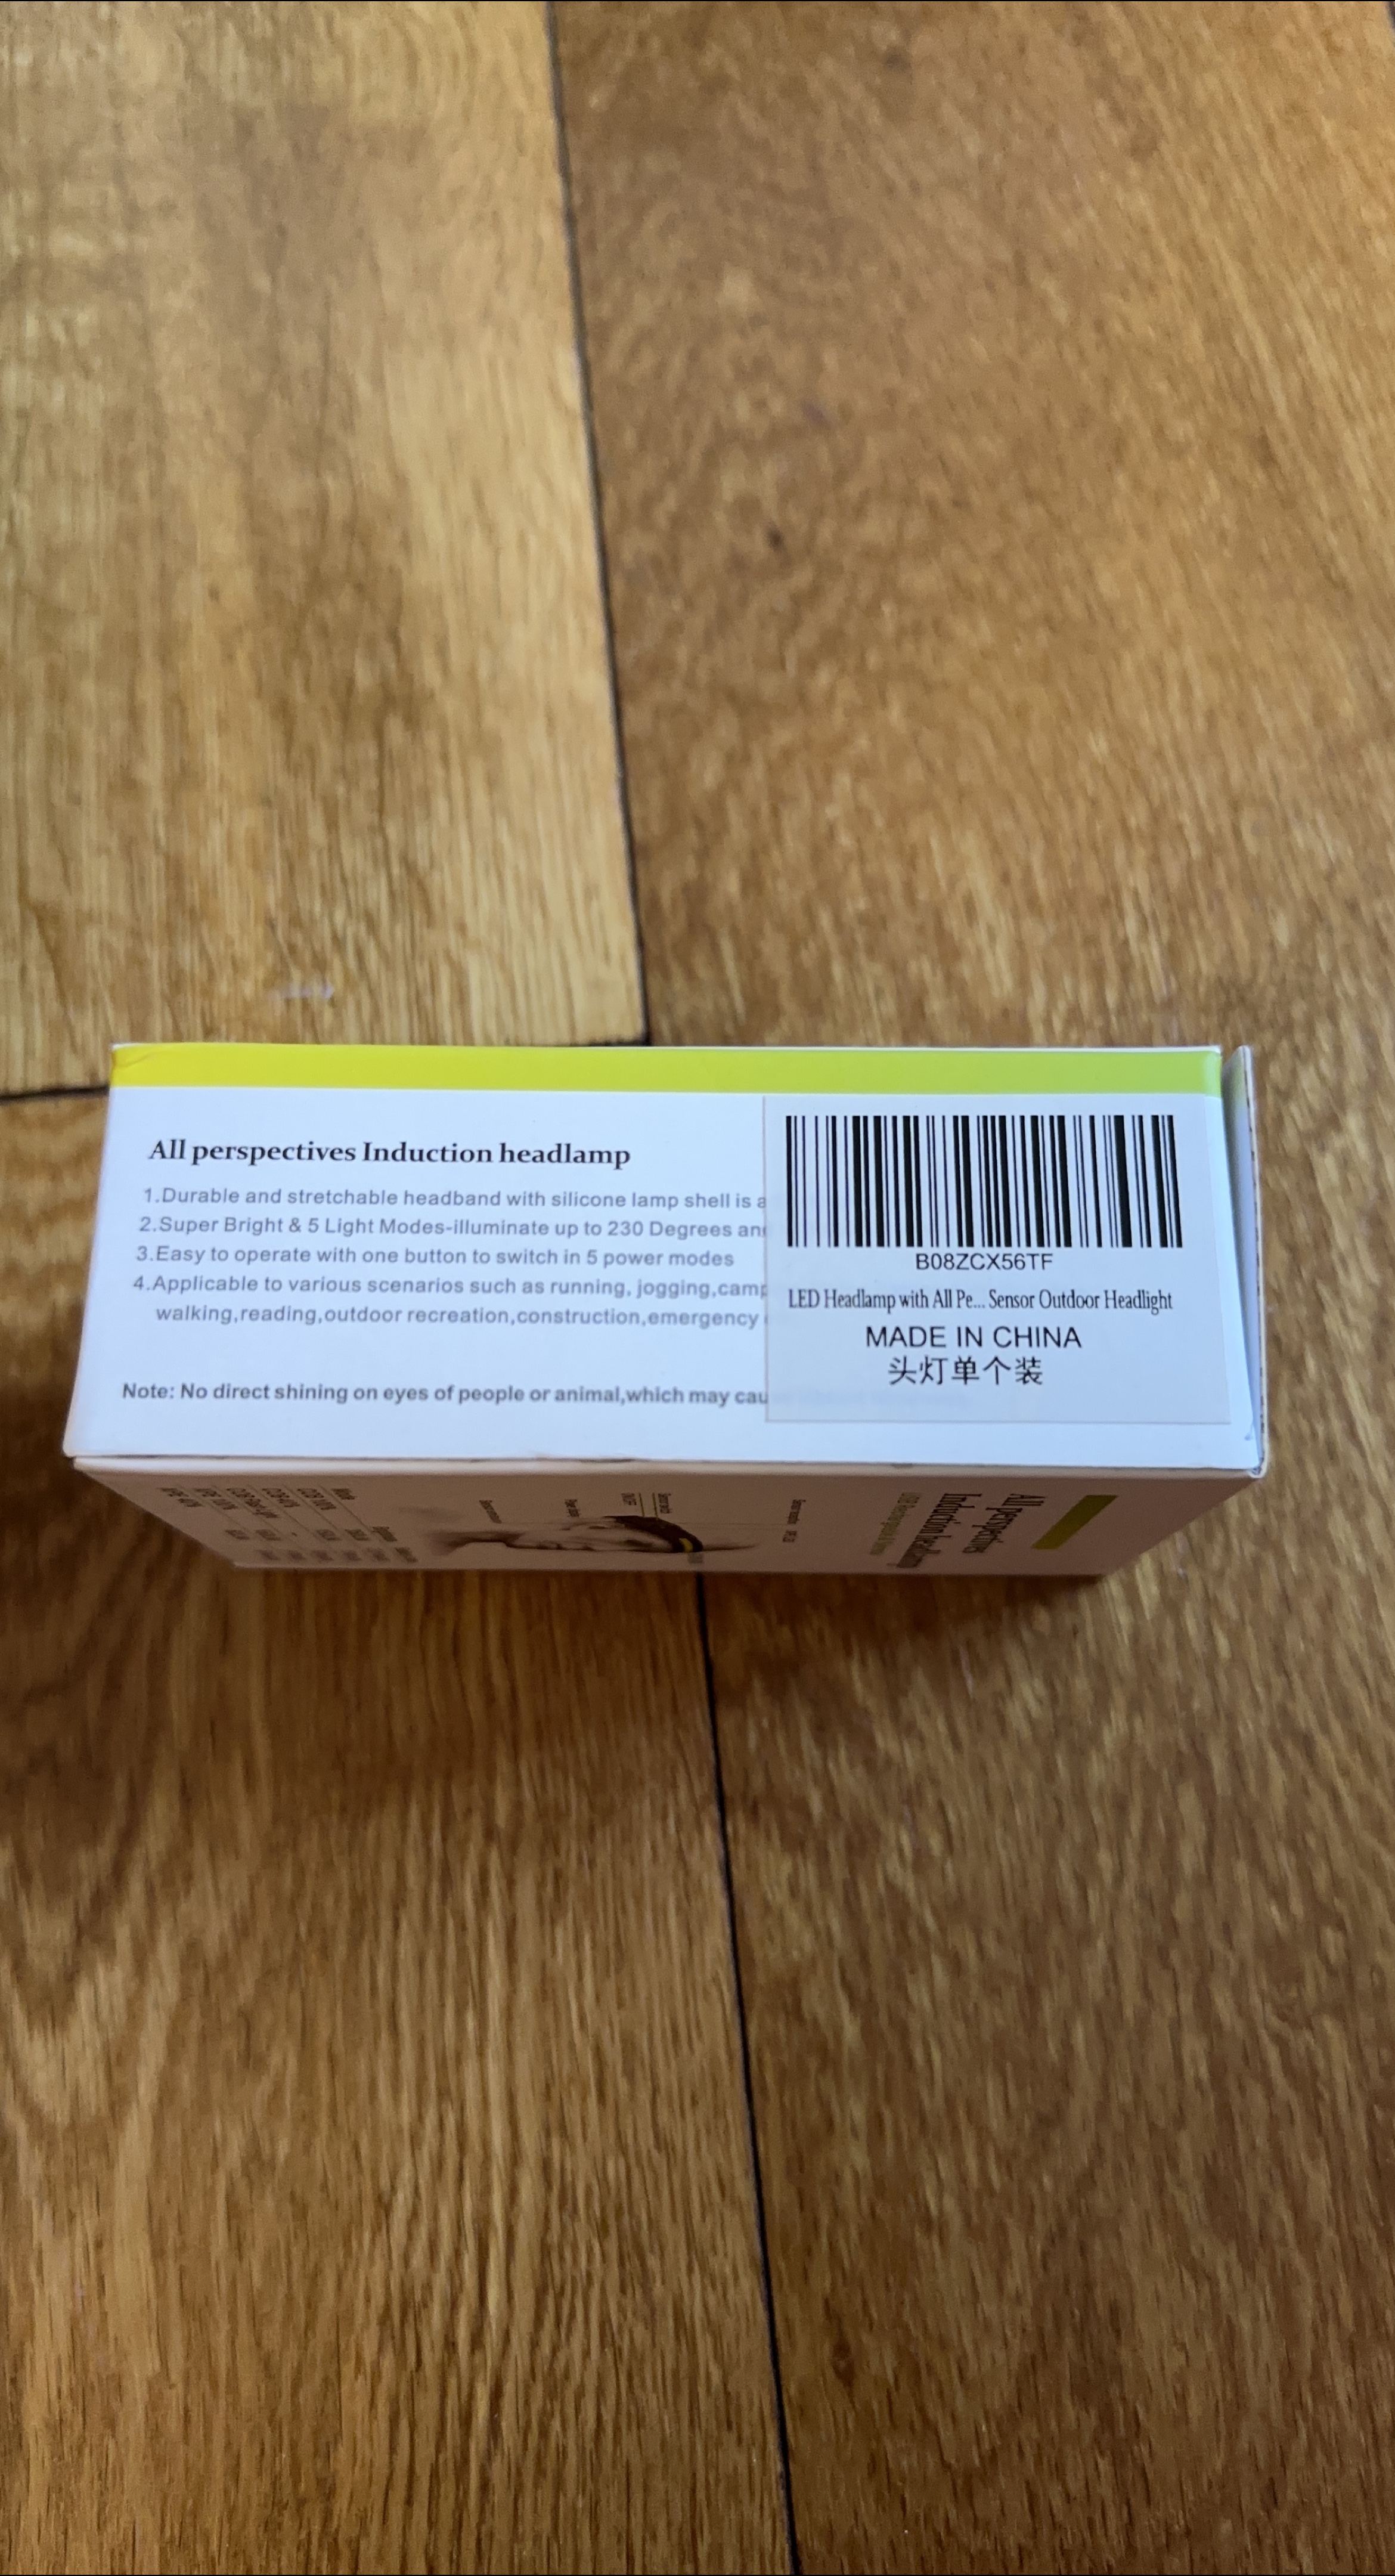 All perspectives Induction headlamp
1.Durable and stretchable headband with silicone lamp shell is a
2.Super Bright & 5 Light Modes-illuminate up to 230 Degrees an
3.Easy to operate with one button to switch in 5 power modes
4.Applicable to various scenarios such as running, jogging,camp
walking,reading,outdoor recreation,construction,emergency
Note: No direct shining on eyes of people or animal,which may cau
B08ZCX56TF
LED Headlamp with All Pe... Sensor Outdoor Headlight
MADE IN CHINA
头灯单个装
All perspectives
Induction headlamp